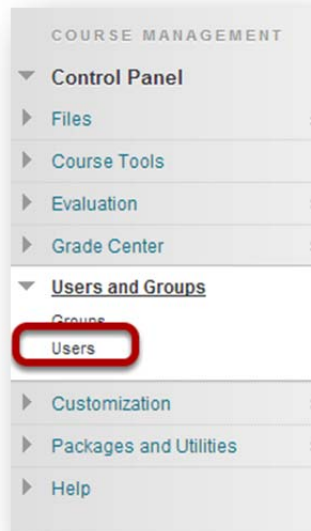 COURSE MANAGEMENT
Control Panel
Files
Course Tools
Evaluation
Grade Center
Users and Groups
Groups
Users
Customization
Packages and Utilities
Help